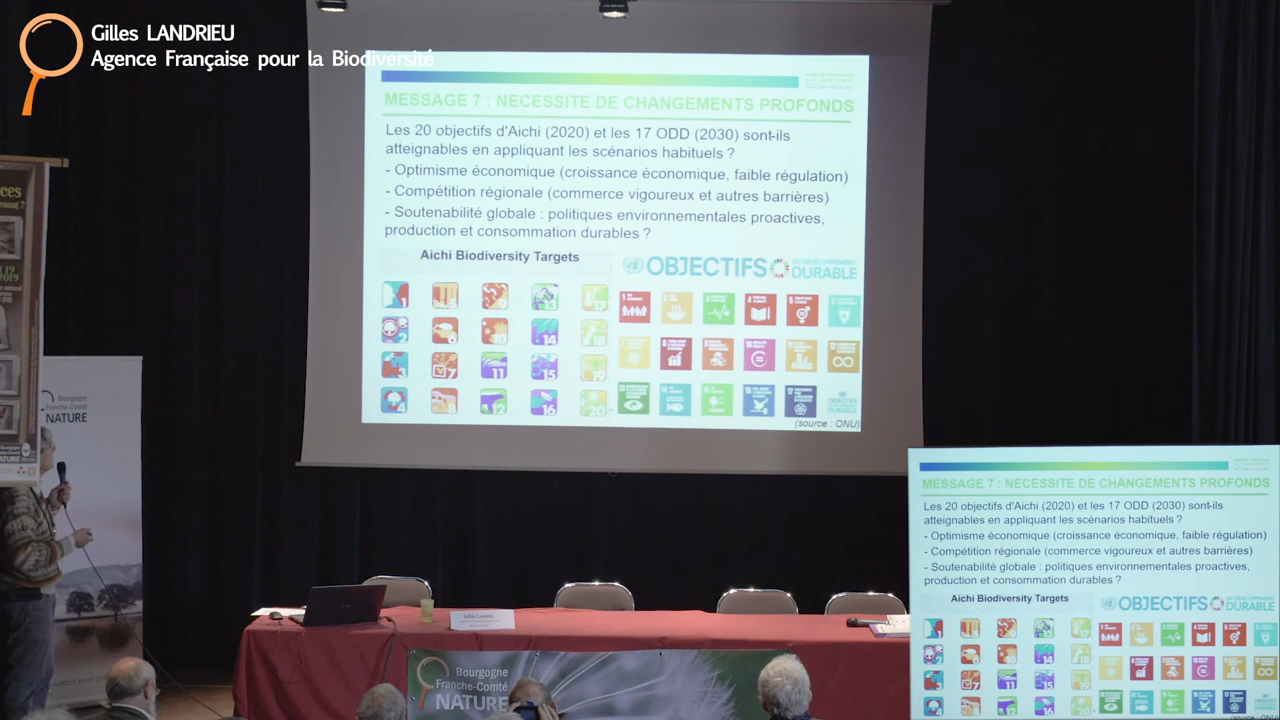 Gilles LANDRIEU
Agence Française pour la Biodiversité
MESSAGE 7 : NECESSITE DE CHANGEMENTS PROFONDS
Les 20 objectifs d'Aichi (2020) et les 17 ODD (2030) sont-ils
atteignables en appliquant les scénarios habituels ?
- Optimisme économique (croissance économique, faible régulation)
- Compétition régionale (commerce vigoureux et autres barrières)
- Soutenabilité globale : politiques environnementales proactives,
production et consommation durables ?
Aichi Biodiversity Targets
OBJECTIFS
DE DÉVELOPPEMENT
DURABLE
(source : ONU)
Bourgogne
Franche-Comté
NATURE
MESSAGE 7 : NECESSITE DE CHANGEMENTS PROFONDS
Les 20 objectifs d'Aichi (2020) et les 17 ODD (2030) sont-ils
atteignables en appliquant les scénarios habituels ?
- Optimisme économique (croissance économique, faible régulation)
- Compétition régionale (commerce vigoureux et autres barrières)
- Soutenabilité globale : politiques environnementales proactives,
production et consommation durables ?
Aichi Biodiversity Targets
OBJECTIFS
DE DÉVELOPPEMENT
DURABLE
Bourgogne
Franche-Comté
NATURE